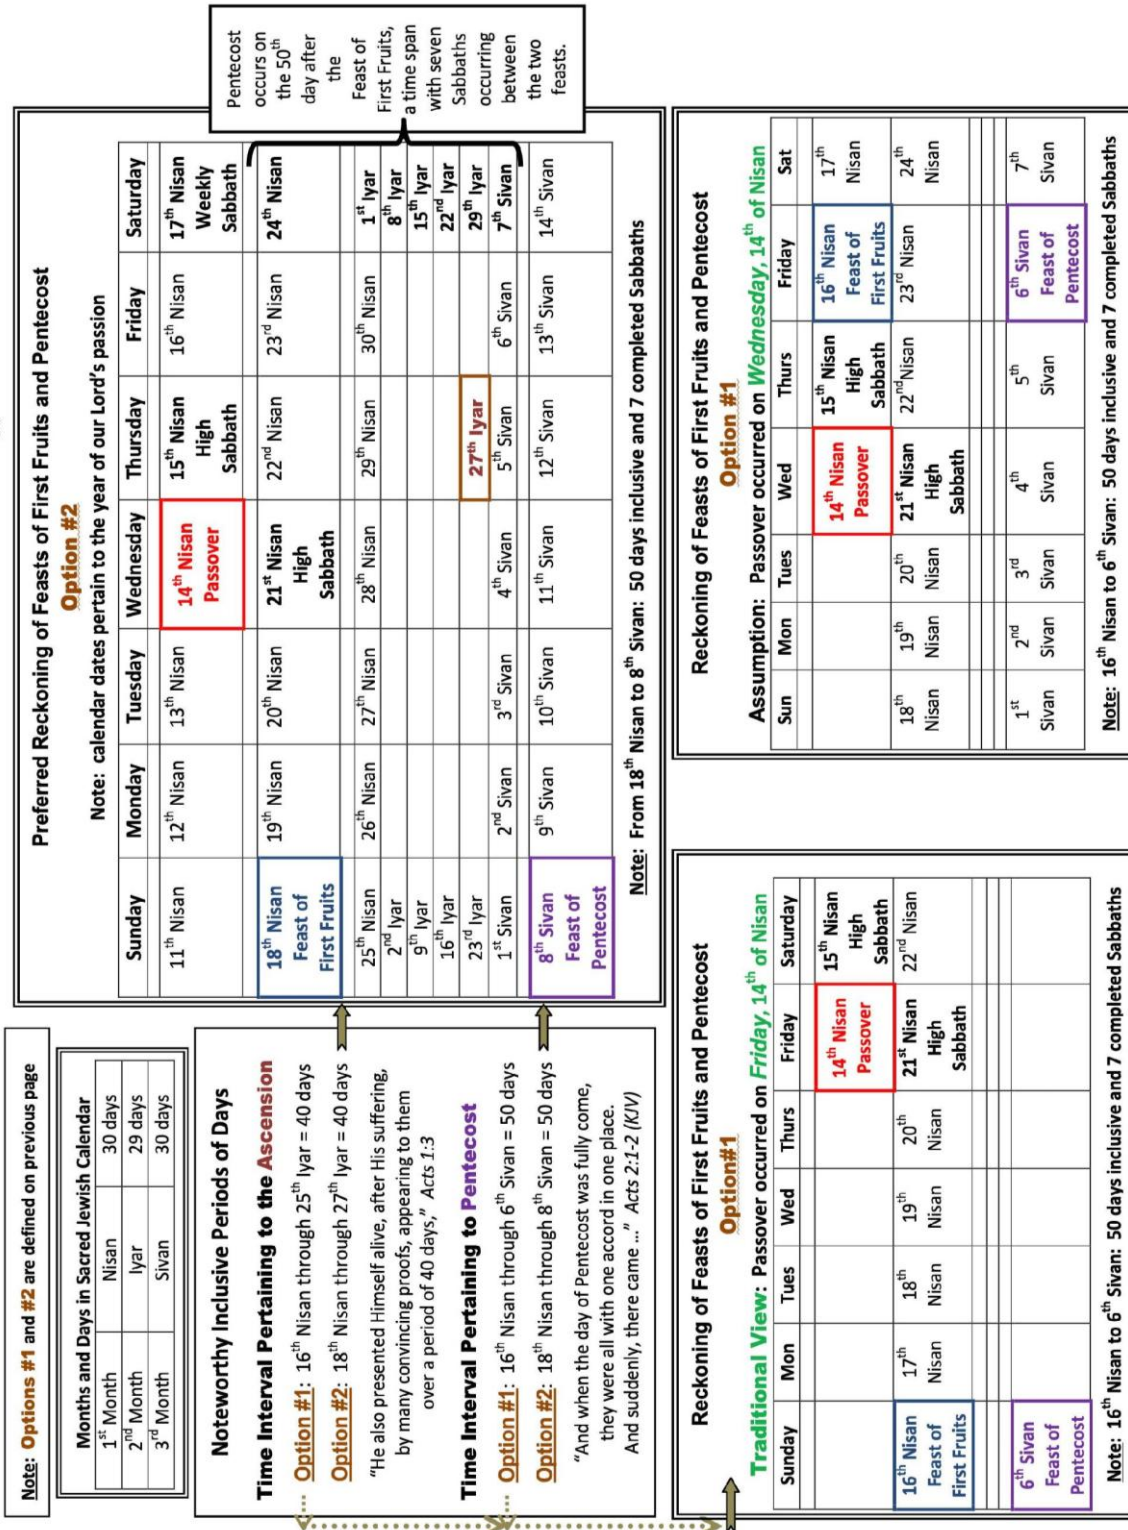 Note: Options #1 and #2 are defined on previous page
Months and Days in Sacred Jewish Calendar
1st Month Nisan 30 days
2nd Month Iyar 29 days
3rd Month Sivan 30 days
Noteworthy Inclusive Periods of Days
Time Interval Pertaining to the Ascension
Option #1: 16th Nisan through 25th Iyar = 40 days
Option #2: 18th Nisan through 27th Iyar = 40 days
“He also presented Himself alive, after His suffering,
by many convincing proofs, appearing to them
over a period of 40 days,” Acts 1:3
Time Interval Pertaining to Pentecost
Option #1: 16th Nisan through 6th Sivan = 50 days
Option #2: 18th Nisan through 8th Sivan = 50 days
“And when the day of Pentecost was fully come,
they were all with one accord in one place.
And suddenly, there came ...” Acts 2:1-2 (KJV)
Preferred Reckoning of Feasts of First Fruits and Pentecost
Option #2
Note: calendar dates pertain to the year of our Lord’s passion
Sunday Monday Tuesday Wednesday Thursday Friday Saturday
11th Nisan 12th Nisan 13th Nisan 14th Nisan 15th Nisan 16th Nisan 17th Nisan
Passover High Weekly
Sabbath Sabbath
18th Nisan 19th Nisan 20th Nisan 21st Nisan 22nd Nisan 23rd Nisan 24th Nisan
Feast of High
First Fruits Sabbath
25th Nisan 26th Nisan 27th Nisan 28th Nisan 29th Nisan 30th Nisan 1st Iyar
2nd Iyar 8th Iyar
9th Iyar 15th Iyar
16th Iyar 22nd Iyar
23rd Iyar 27th Iyar 29th Iyar
1st Sivan 2nd Sivan 3rd Sivan 4th Sivan 5th Sivan 6th Sivan 7th Sivan
8th Sivan 9th Sivan 10th Sivan 11th Sivan 12th Sivan 13th Sivan 14th Sivan
Feast of
Pentecost
Note: From 18th Nisan to 8th Sivan: 50 days inclusive and 7 completed Sabbaths
Pentecost
occurs on
the 50th
day after
the
Feast of
First Fruits,
a time span
with seven
Sabbaths
occurring
between
the two
feasts.
Reckoning of Feasts of First Fruits and Pentecost
Option#1
Traditional View: Passover occurred on Friday, 14th of Nisan
Sunday Mon Tues Wed Thurs Friday Saturday
14th Nisan 15th Nisan
Passover High
Sabbath
16th Nisan 17th 18th 19th 20th 21st Nisan 22nd Nisan
Feast of Nisan Nisan Nisan Nisan High
First Fruits Sabbath
6th Sivan
Feast of
Pentecost
Note: 16th Nisan to 6th Sivan: 50 days inclusive and 7 completed Sabbaths
Reckoning of Feasts of First Fruits and Pentecost
Option #1
Assumption: Passover occurred on Wednesday, 14th of Nisan
Sun Mon Tues Wed Thurs Friday Sat
14th Nisan 15th Nisan 16th Nisan 17th
Passover High Feast of Nisan
Sabbath First Fruits
18th 19th 20th 21st Nisan 22nd Nisan 23rd Nisan 24th
Nisan Nisan Nisan High Nisan
Sabbath
1st 2nd 3rd 4th 5th 6th Sivan 7th
Sivan Sivan Sivan Sivan Sivan Feast of Sivan
Pentecost
Note: 16th Nisan to 6th Sivan: 50 days inclusive and 7 completed Sabbaths